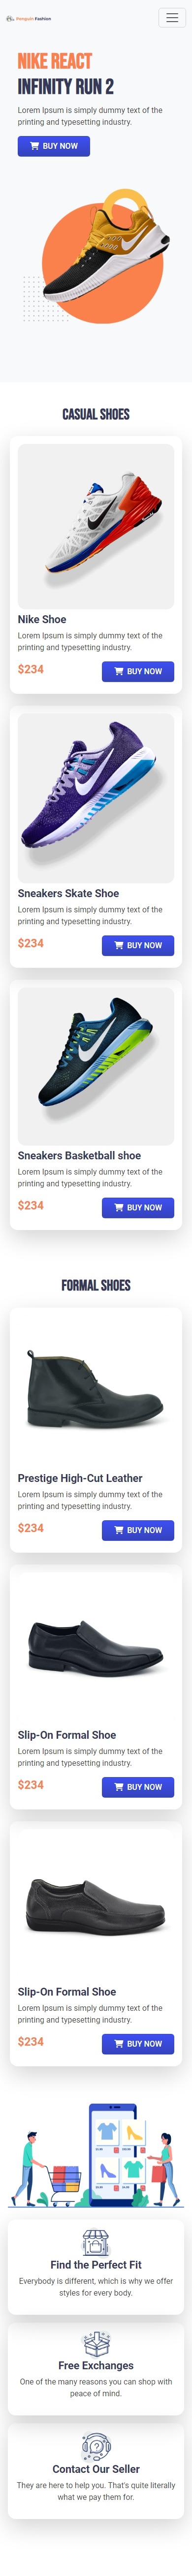 Penguin Fashion
NIKE REACT
INFINITY RUN 2
Lorem Ipsum is simply dummy text of the
printing and typesetting industry.
BUY NOW
CASUAL SHOES
Nike Shoe
Lorem Ipsum is simply dummy text of the
printing and typesetting industry.
$234
BUY NOW
Sneakers Skate Shoe
Lorem Ipsum is simply dummy text of the
printing and typesetting industry.
$234
BUY NOW
Sneakers Basketball shoe
Lorem Ipsum is simply dummy text of the
printing and typesetting industry.
$234
BUY NOW
FORMAL SHOES
Prestige High-Cut Leather
Lorem Ipsum is simply dummy text of the
printing and typesetting industry.
$234
BUY NOW
Slip-On Formal Shoe
Lorem Ipsum is simply dummy text of the
printing and typesetting industry.
$234
BUY NOW
Slip-On Formal Shoe
Lorem Ipsum is simply dummy text of the
printing and typesetting industry.
$234
BUY NOW
Find the Perfect Fit
Everybody is different, which is why we offer
styles for every body.
Free Exchanges
One of the many reasons you can shop with
peace of mind.
Contact Our Seller
They are here to help you. That's quite literally
what we pay them for.